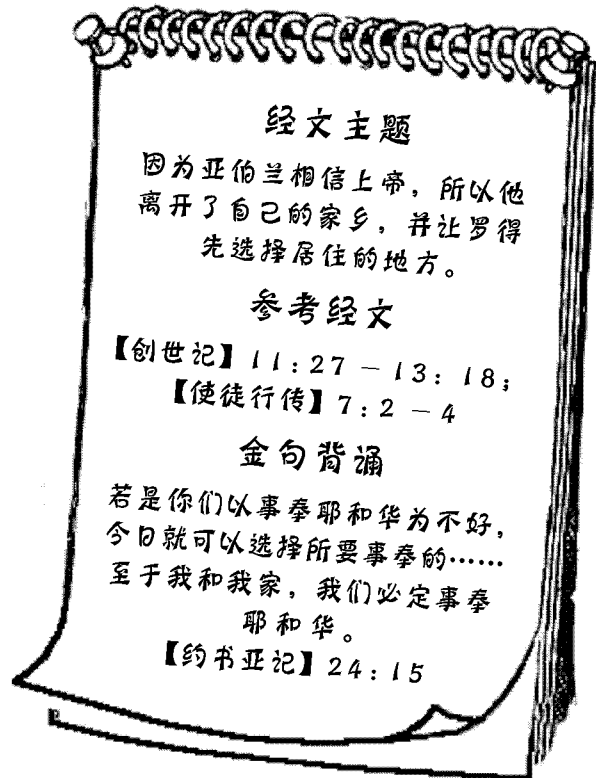 经文主题
因为亚伯兰相信上帝，所以他
离开了自己的家乡，并让罗得
先选择居住的地方。
参考经文
【创世记】11：27－13：18；
【使徒行传】7：2－4
金句背诵
若是你们以事奉耶和华为不好，
今日就可以选择所要事奉的……
至于我和我家，我们必定事奉
耶和华。
【约书亚记】24：15